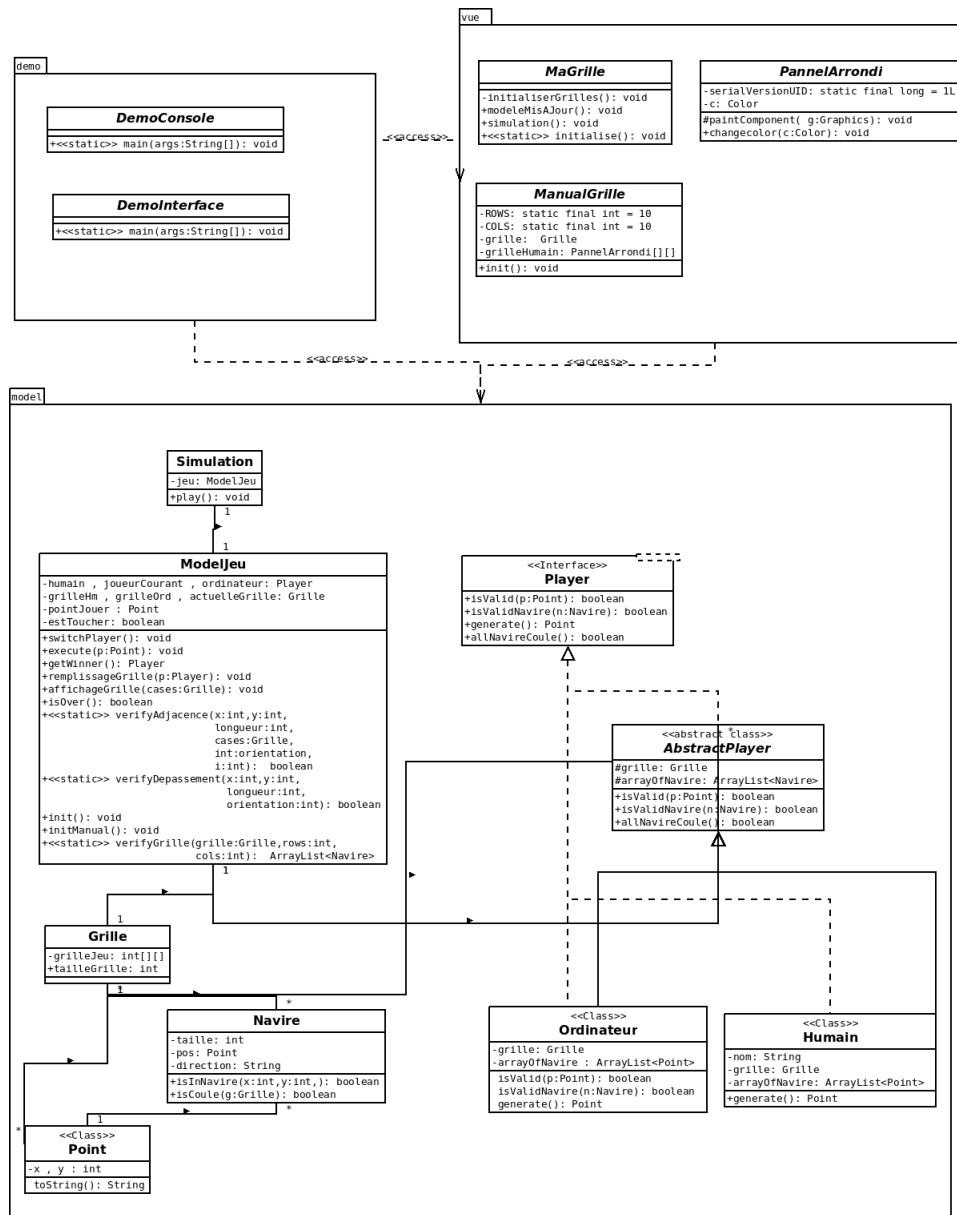 vue
demo
MaGrille
-initialiserGrilles(): void
+modeleMisAJour(): void
+simulation(): void
+<<static>> initialise(): void
PannelArrondi
-serialVersionUID: static final long = 1L
-c: Color
#paintComponent( g:Graphics): void
+changecolor(c:Color): void
DemoConsole
+<<static>> main(args:String[]): void
<<access>>
DemoInterface
+<<static>> main(args:String[]): void
ManualGrille
-ROWS: static final int = 10
-COLS: static final int = 10
-grille:  Grille
-grilleHumain: PannelArrondi[][]
+init(): void
<<access>>
<<access>>
model
Simulation
-jeu: ModelJeu
+play(): void
1
1
ModelJeu
-humain , joueurCourant , ordinateur: Player
-grilleHm , grilleOrd , actuelleGrille: Grille
-pointJouer : Point
-estToucher: boolean
+switchPlayer(): void
+execute(p:Point): void
+getWinner(): Player
+remplissageGrille(p:Player): void
+affichageGrille(cases:Grille): void
+isOver(): boolean
+<<static>> verifyAdjacence(x:int,y:int,
longueur:int,
cases:Grille,
int:orientation,
i:int):  boolean
+<<static>> verifyDepassement(x:int,y:int,
longueur:int,
orientation:int): boolean
+init(): void
+initManual(): void
+<<static>> verifyGrille(grille:Grille,rows:int,
cols:int):  ArrayList<Navire>
1
<<Interface>>
Player
+isValid(p:Point): boolean
+isValidNavire(n:Navire): boolean
+generate(): Point
+allNavireCoule(): boolean
*
<<abstract class>>
AbstractPlayer
#grille: Grille
#arrayOfNavire: ArrayList<Navire>
+isValid(p:Point): boolean
+isValidNavire(n:Navire): boolean
+allNavireCoule(): boolean
1
Grille
-grilleJeu: int[][]
+tailleGrille: int
1
*
Navire
-taille: int
-pos: Point
-direction: String
+isInNavire(x:int,y:int,): boolean
+isCoule(g:Grille): boolean
*
1
*
<<Class>>
Point
-x , y : int
toString(): String
<<Class>>
Ordinateur
-grille: Grille
-arrayOfNavire : ArrayList<Point>
isValid(p:Point): boolean
isValidNavire(n:Navire): boolean
generate(): Point
<<Class>>
Humain
-nom: String
-grille: Grille
-arrayOfNavire: ArrayList<Point>
+generate(): Point